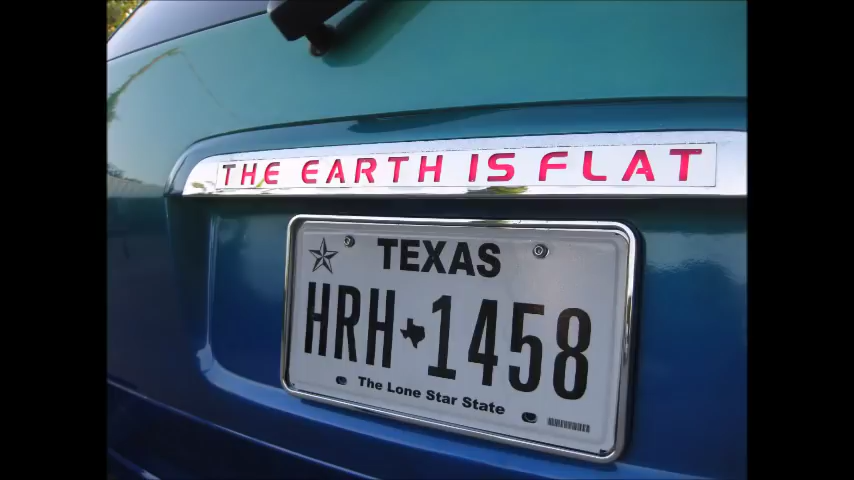 THE EARTH IS FLAT
TEXAS
HRH 1458
The Lone Star State